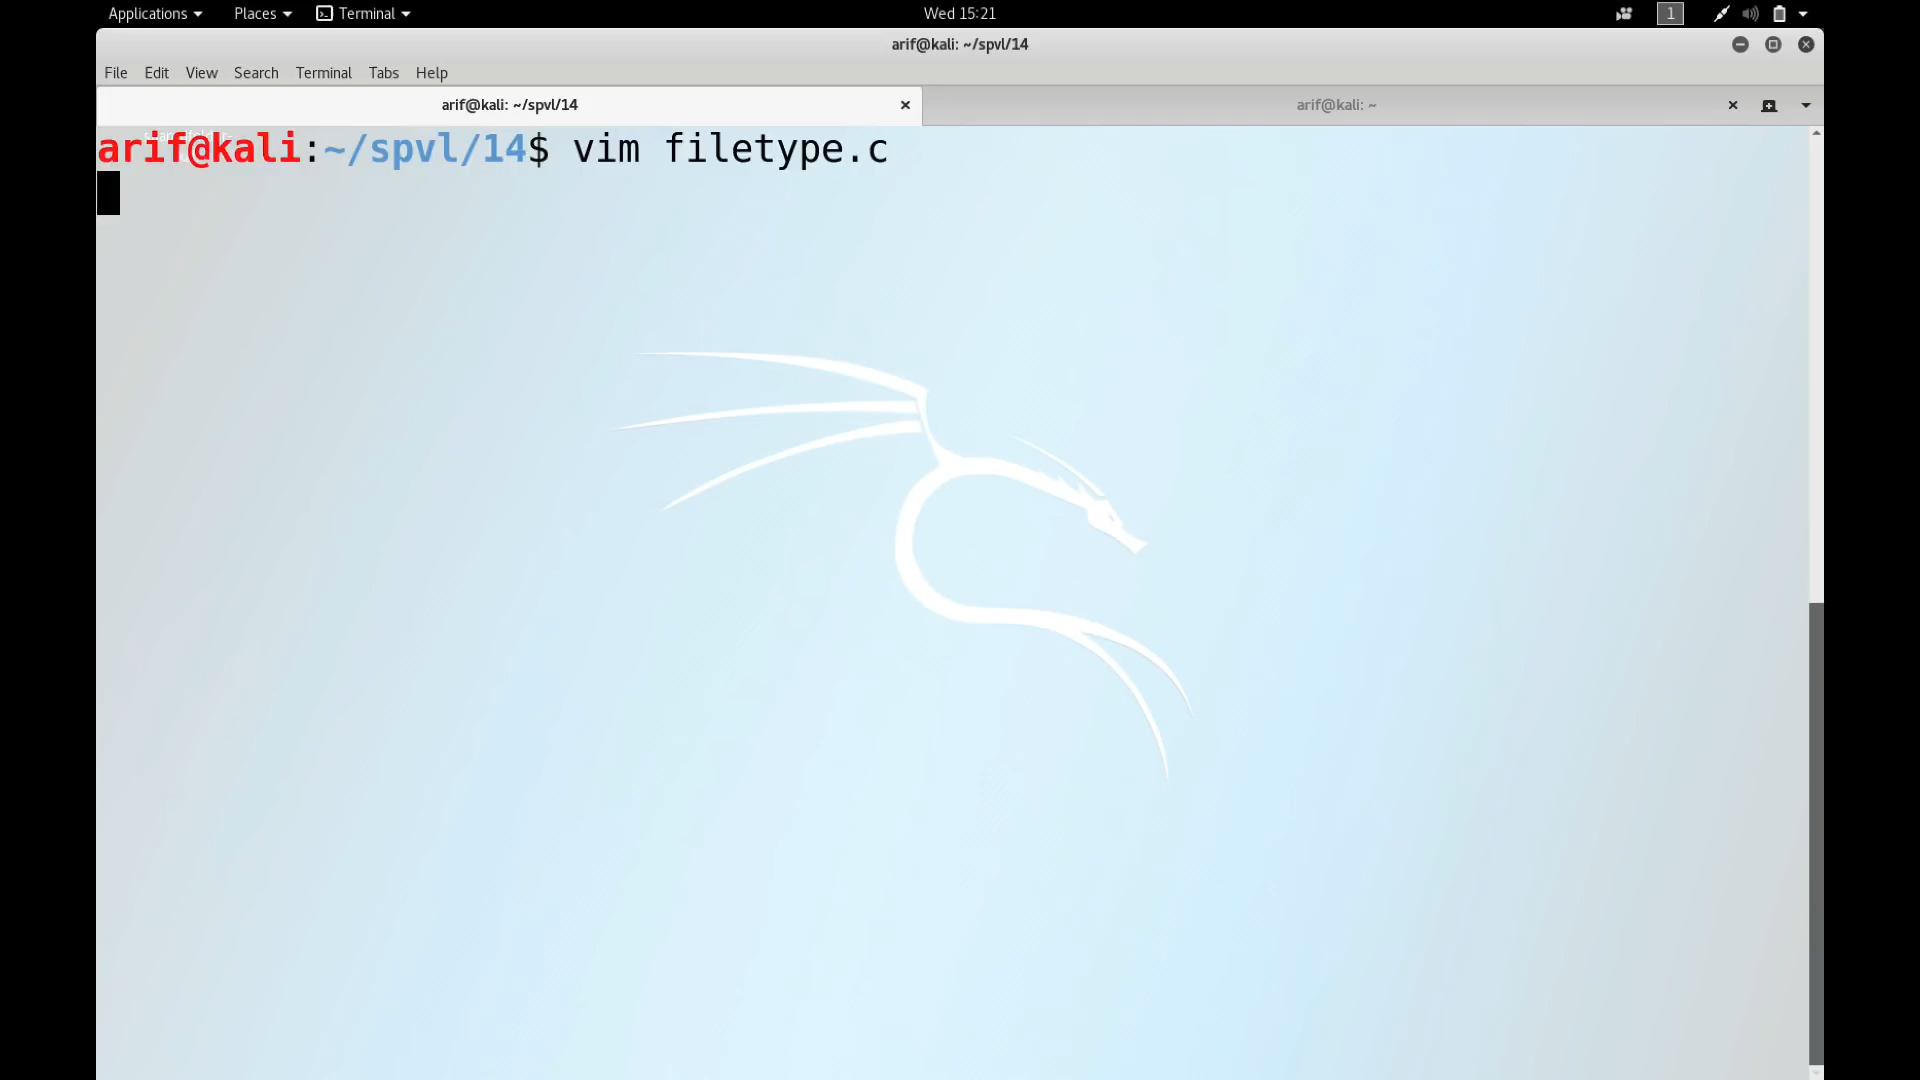 Applications Places Terminal Wed 15:21 1
arif@kali: ~/spvl/14
File Edit View Search Terminal Tabs Help
arif@kali: ~/spvl/14 arif@kali: ~
arif@kali:~/spvl/14$ vim filetype.c